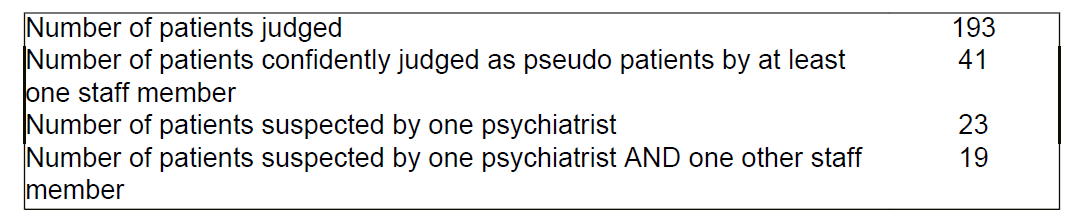 Number of patients judged 193
Number of patients confidently judged as pseudo patients by at least 41
one staff member
Number of patients suspected by one psychiatrist 23
Number of patients suspected by one psychiatrist AND one other staff 19
member